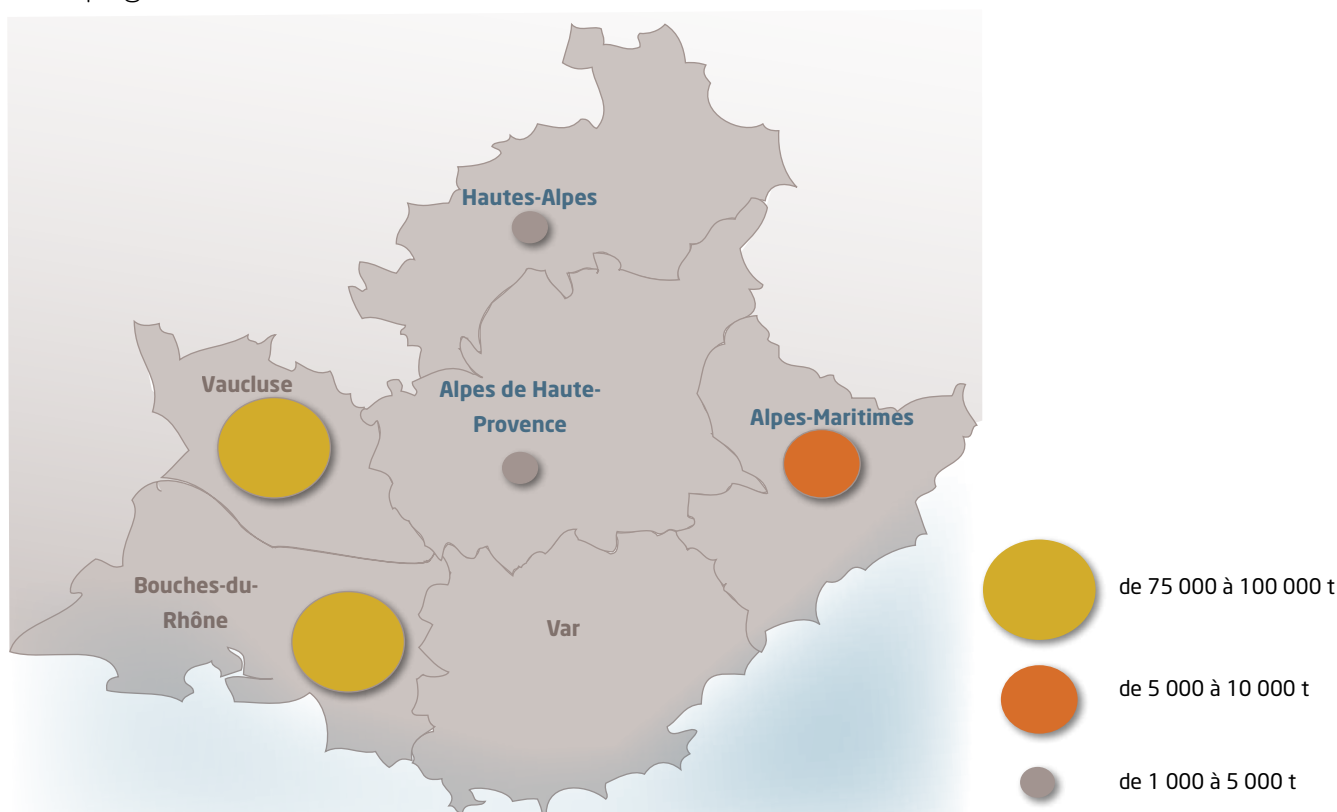 Hautes-Alpes
Vaucluse
Alpes de Haute-
Provence
Alpes-Maritimes
Bouches-du-
Rhône
Var
de 75 000 à 100 000 t
de 5 000 à 10 000 t
de 1 000 à 5 000 t